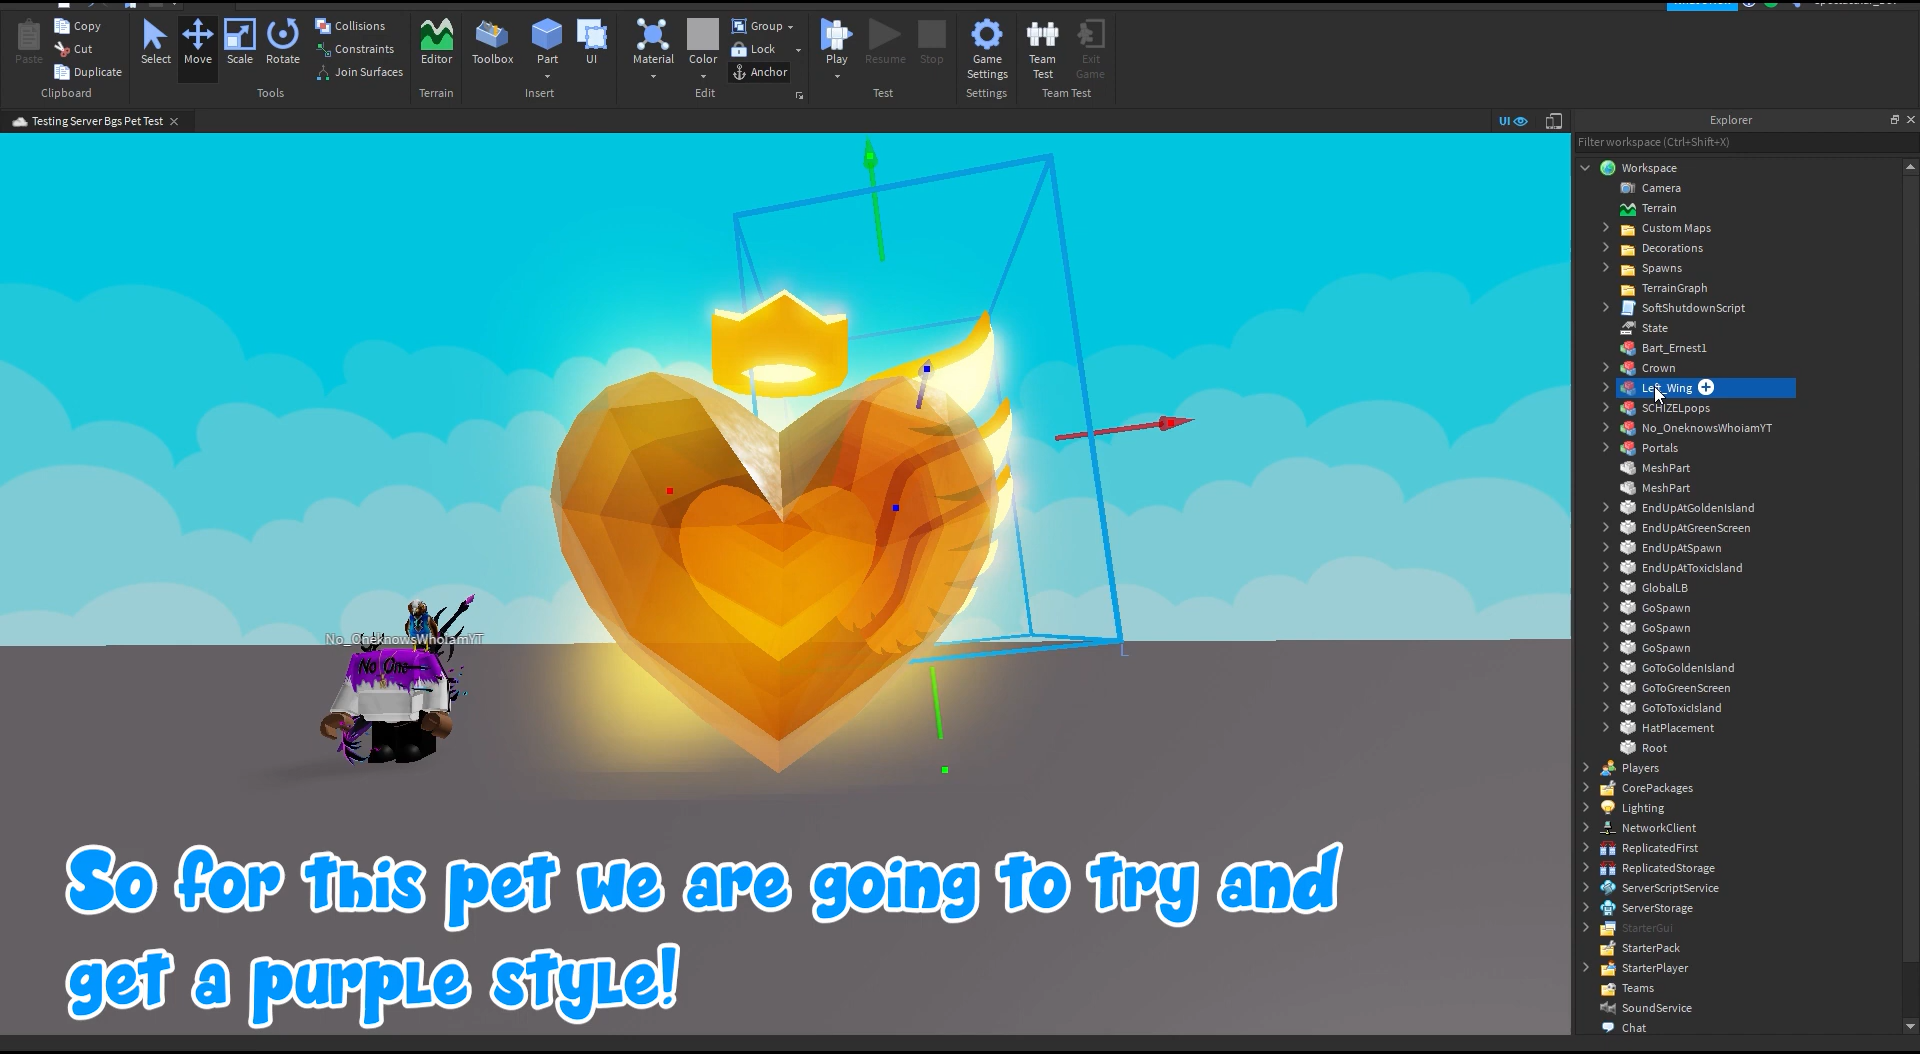 Copy
Cut
Duplicate
Paste
Clipboard
Select
Move
Scale
Rotate
Collisions
Constraints
Join Surfaces
Tools
Editor
Terrain
Toolbox
Part
UI
Insert
Material
Color
Group
Lock
Anchor
Edit
Play
Resume
Stop
Test
Game
Settings
Settings
Team
Test
Exit
Game
Team Test
Testing Server Bgs Pet Test
UI
Explorer
Filter workspace (Ctrl+Shift+X)
Workspace
Camera
Terrain
Custom Maps
Decorations
Spawns
TerrainGraph
SoftShutdownScript
State
Bart_Ernest1
Crown
Left_Wing
SCHIZELpops
No_OneknowsWhoiamYT
Portals
MeshPart
MeshPart
EndUpAtGoldenIsland
EndUpAtGreenScreen
EndUpAtSpawn
EndUpAtToxicIsland
GlobalLB
GoSpawn
GoSpawn
GoSpawn
GoToGoldenIsland
GoToGreenScreen
GoToToxicIsland
HatPlacement
Root
Players
CorePackages
Lighting
NetworkClient
ReplicatedFirst
ReplicatedStorage
ServerScriptService
ServerStorage
StarterGui
StarterPack
StarterPlayer
Teams
SoundService
Chat
No_OneknowsWhoiamYT
No One
So for this pet we are going to try and
get a purple style!